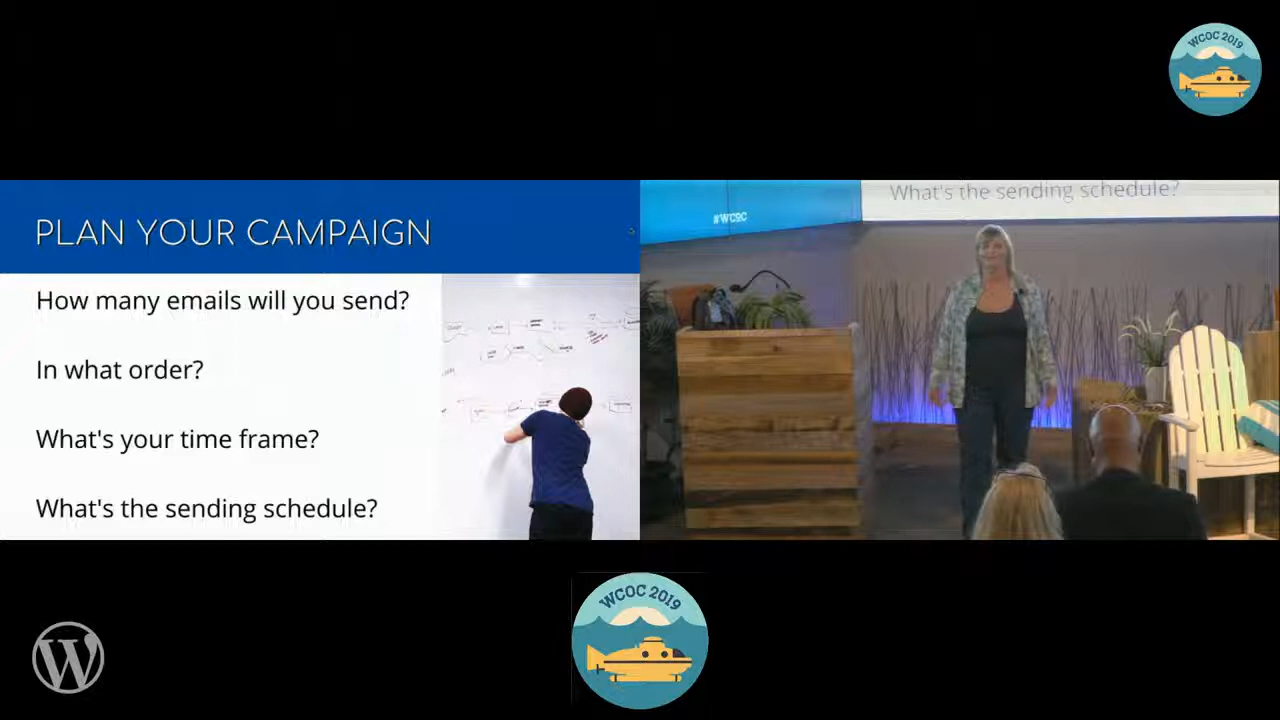 WCOC 2019
PLAN YOUR CAMPAIGN
How many emails will you send?
In what order?
What's your time frame?
What's the sending schedule?
What's the sending schedule?
#WCOC
WCOC 2019